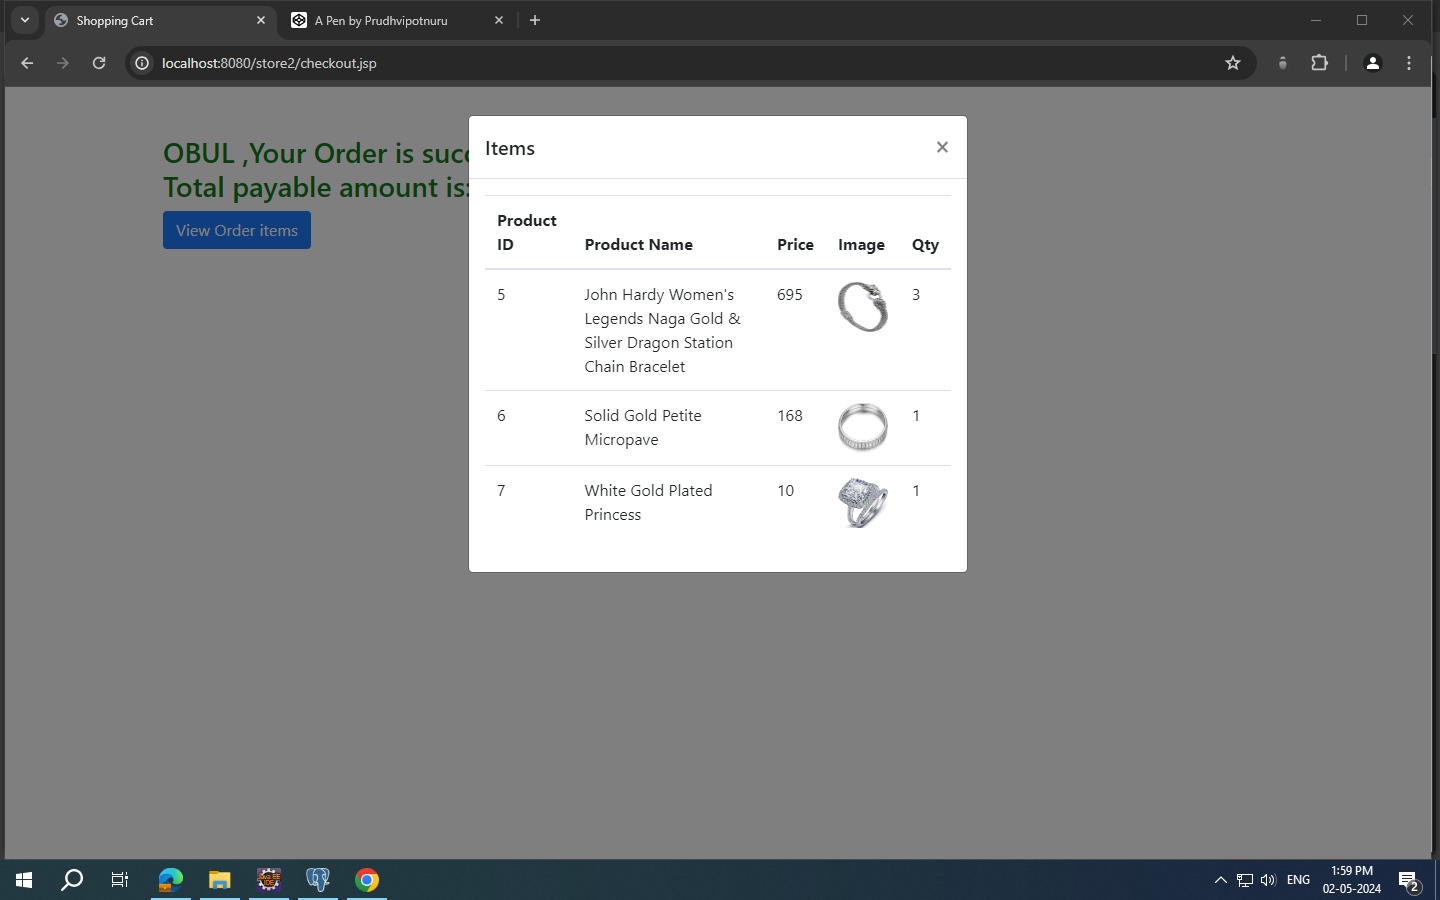 Shopping Cart
A Pen by Prudhvipotnuru
localhost:8080/store2/checkout.jsp
OBUL ,Your Order is
Total payable amount is:
View Order items
Items
Product ID Product Name Price Image Qty
5 John Hardy Women's 695 3
Legends Naga Gold &
Silver Dragon Station
Chain Bracelet
6 Solid Gold Petite 168 1
Micropave
7 White Gold Plated 10 1
Princess
Java EE
IDE
ENG
1:59 PM
02-05-2024
2